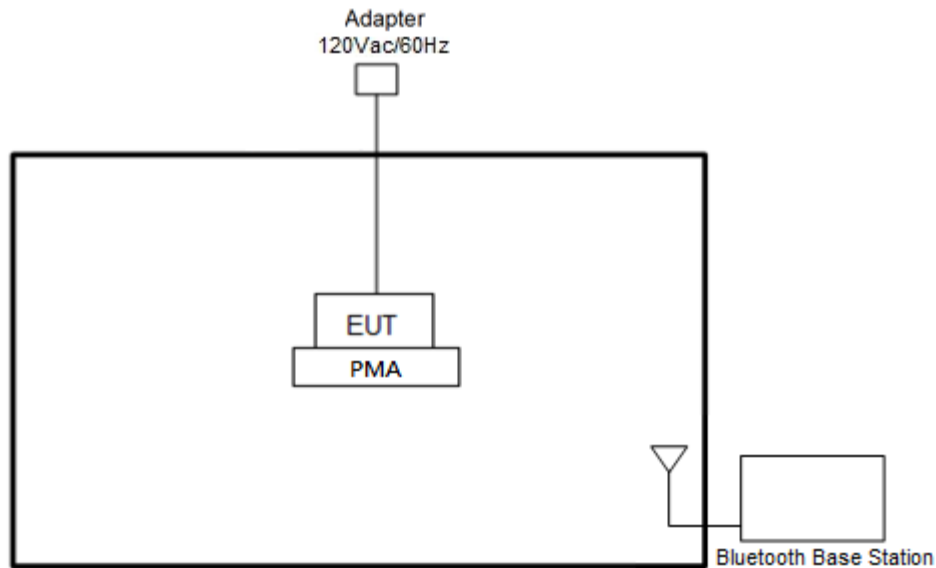 Adapter
120Vac/60Hz
EUT
PMA
Bluetooth Base Station